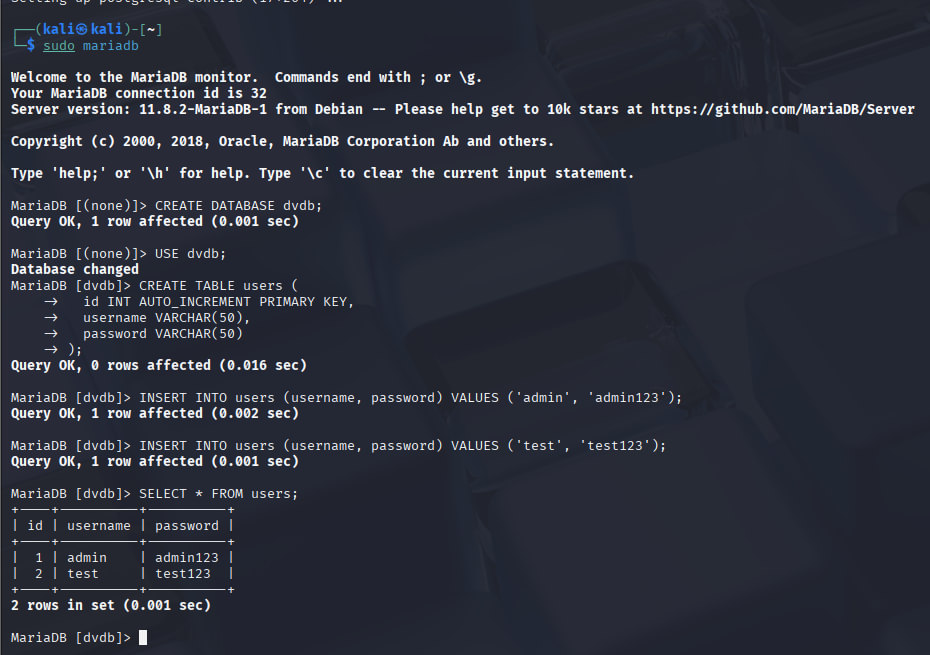 Setting up postgresql-contrib (17+284) ...
┌──(kali㉿kali)-[~]
└─$ sudo mariadb
Welcome to the MariaDB monitor.  Commands end with ; or \g.
Your MariaDB connection id is 32
Server version: 11.8.2-MariaDB-1 from Debian -- Please help get to 10k stars at https://github.com/MariaDB/Server
Copyright (c) 2000, 2018, Oracle, MariaDB Corporation Ab and others.
Type 'help;' or '\h' for help. Type '\c' to clear the current input statement.
MariaDB [(none)]> CREATE DATABASE dvdb;
Query OK, 1 row affected (0.001 sec)
MariaDB [(none)]> USE dvdb;
Database changed
MariaDB [dvdb]> CREATE TABLE users (
    →   id INT AUTO_INCREMENT PRIMARY KEY,
    →   username VARCHAR(50),
    →   password VARCHAR(50)
    → );
Query OK, 0 rows affected (0.016 sec)
MariaDB [dvdb]> INSERT INTO users (username, password) VALUES ('admin', 'admin123');
Query OK, 1 row affected (0.002 sec)
MariaDB [dvdb]> INSERT INTO users (username, password) VALUES ('test', 'test123');
Query OK, 1 row affected (0.001 sec)
MariaDB [dvdb]> SELECT * FROM users;
+----+----------+----------+
| id | username | password |
+----+----------+----------+
|  1 | admin    | admin123 |
|  2 | test     | test123  |
+----+----------+----------+
2 rows in set (0.001 sec)
MariaDB [dvdb]>